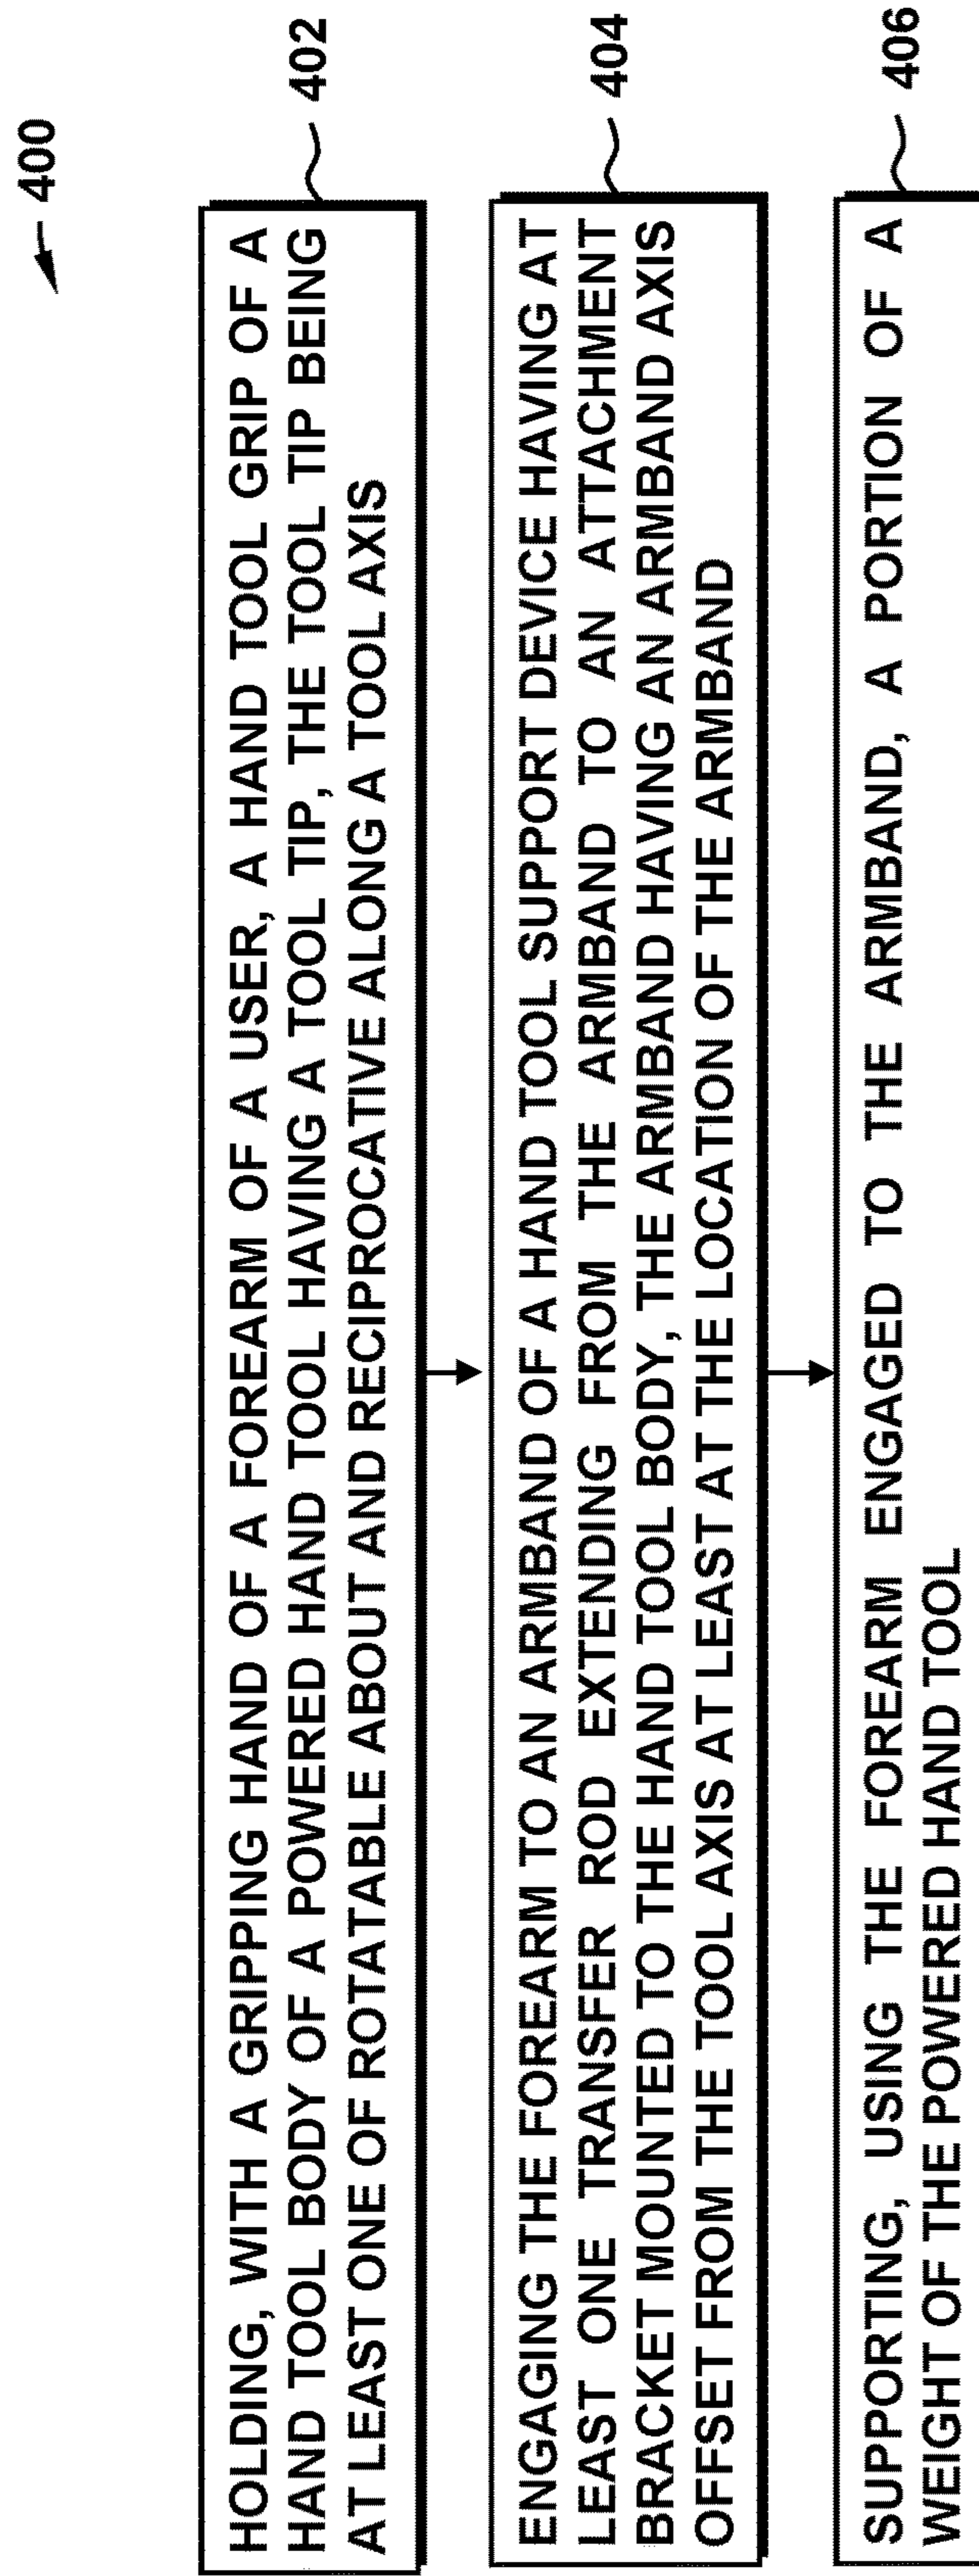 400
HOLDING, WITH A GRIPPING HAND OF A FOREARM OF A USER, A HAND TOOL GRIP OF A
HAND TOOL BODY OF A POWERED HAND TOOL HAVING A TOOL TIP, THE TOOL TIP BEING
AT LEAST ONE OF ROTATABLE ABOUT AND RECIPROCATIVE ALONG A TOOL AXIS
402
ENGAGING THE FOREARM TO AN ARMBAND OF A HAND TOOL SUPPORT DEVICE HAVING AT
LEAST ONE TRANSFER ROD EXTENDING FROM THE ARMBAND TO AN ATTACHMENT
BRACKET MOUNTED TO THE HAND TOOL BODY, THE ARMBAND HAVING AN ARMBAND AXIS
OFFSET FROM THE TOOL AXIS AT LEAST AT THE LOCATION OF THE ARMBAND
404
SUPPORTING, USING THE FOREARM ENGAGED TO THE ARMBAND, A PORTION OF A
WEIGHT OF THE POWERED HAND TOOL
406